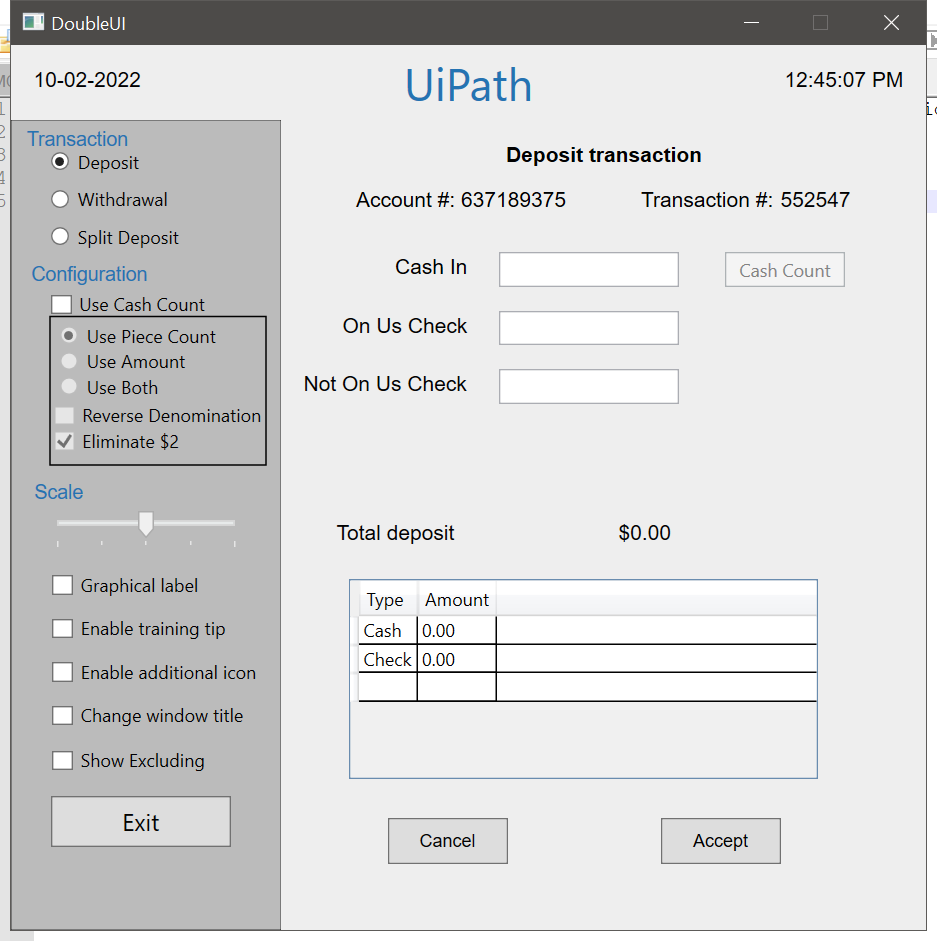 DoubleUI
10-02-2022
UiPath
12:45:07 PM
Transaction
Deposit
Withdrawal
Split Deposit
Configuration
Use Cash Count
Use Piece Count
Use Amount
Use Both
Reverse Denomination
Eliminate $2
Scale
Graphical label
Enable training tip
Enable additional icon
Change window title
Show Excluding
Exit
Deposit transaction
Account #: 637189375 Transaction #: 552547
Cash In Cash Count
On Us Check
Not On Us Check
Total deposit $0.00
Type Amount
Cash 0.00
Check 0.00
Cancel Accept